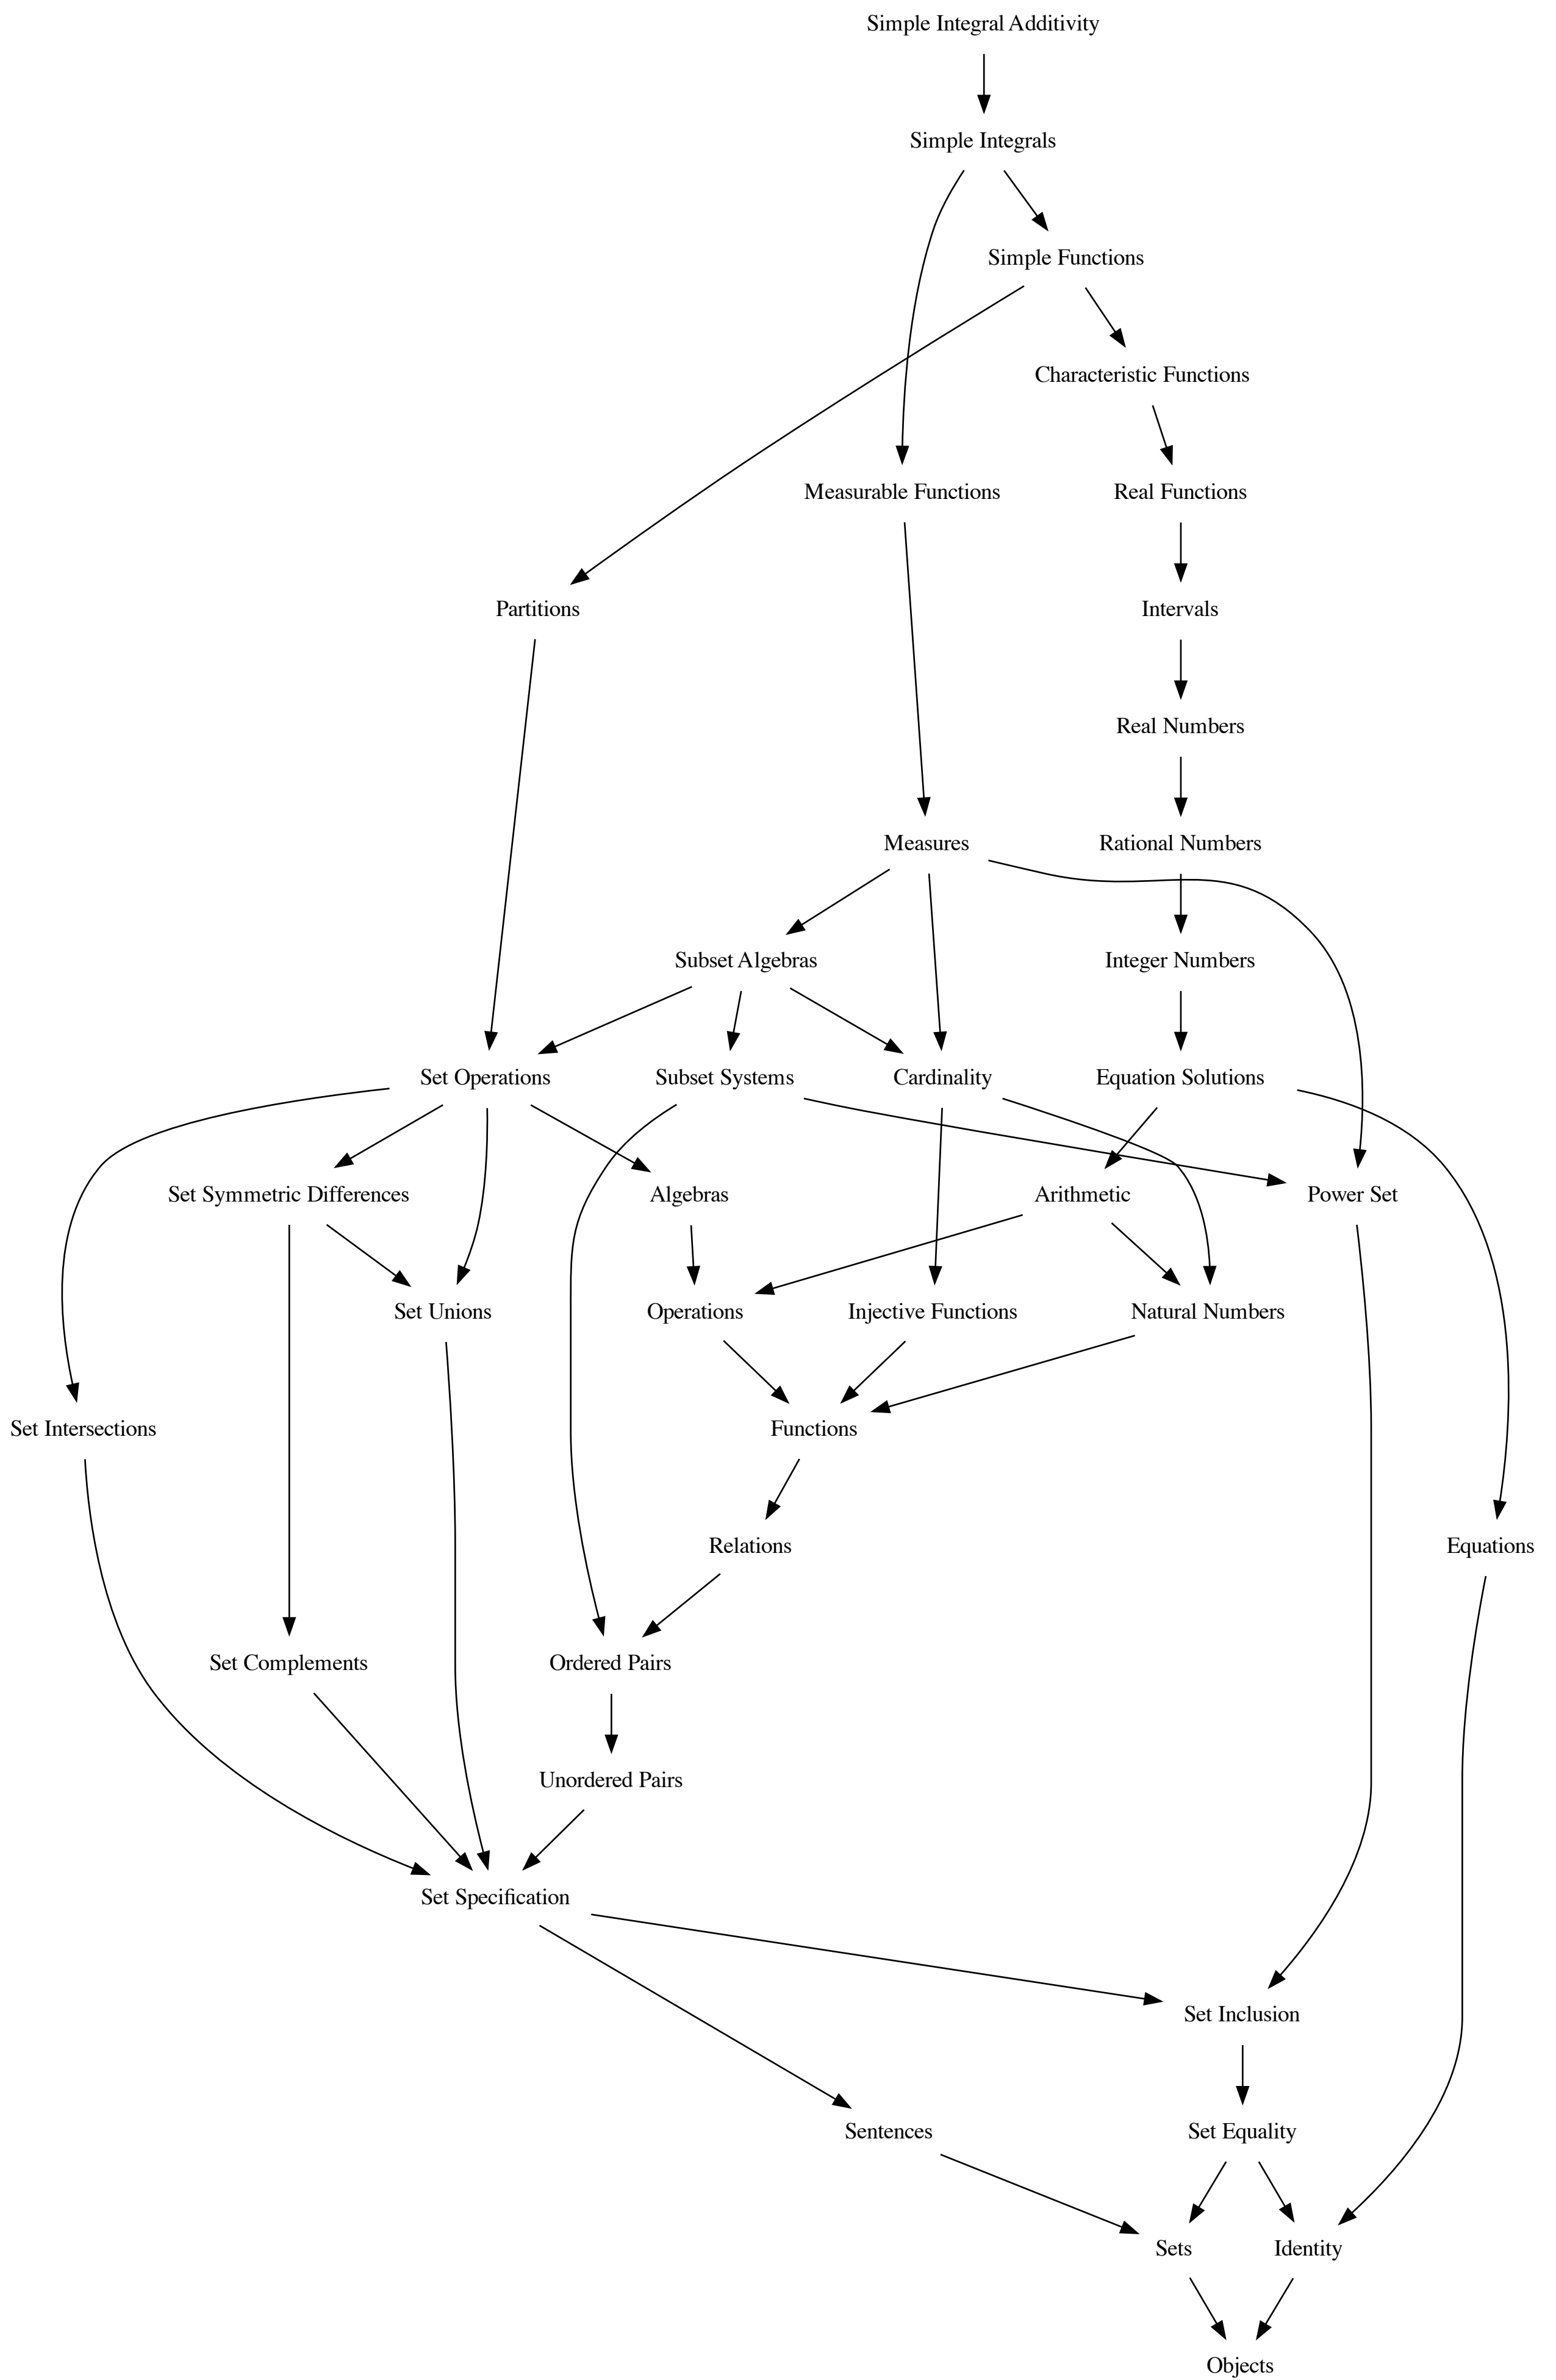 Simple Integral Additivity
Simple Integrals
Simple Functions
Characteristic Functions
Measurable Functions
Real Functions
Partitions
Intervals
Real Numbers
Measures
Rational Numbers
Subset Algebras
Integer Numbers
Set Operations
Subset Systems
Cardinality
Equation Solutions
Set Symmetric Differences
Algebras
Arithmetic
Power Set
Set Unions
Operations
Injective Functions
Natural Numbers
Set Intersections
Functions
Relations
Equations
Set Complements
Ordered Pairs
Unordered Pairs
Set Specification
Set Inclusion
Sentences
Set Equality
Sets
Identity
Objects